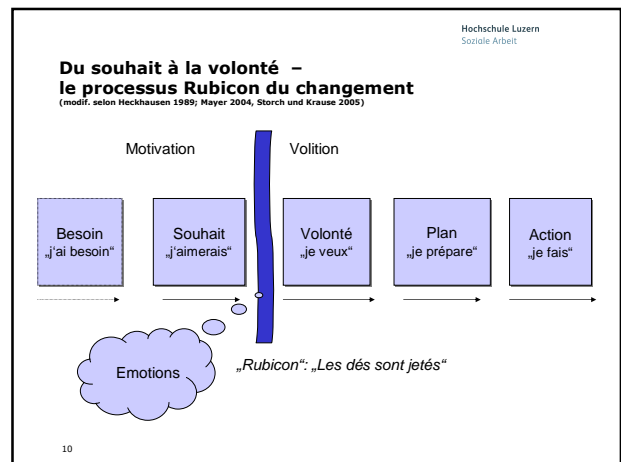 Hochschule Luzern
Soziale Arbeit
Du souhait à la volonté –
le processus Rubicon du changement
(modif. selon Heckhausen 1989; Mayer 2004, Storch und Krause 2005)
Motivation
Volition
Besoin
„j'ai besoin“
Souhait
„j'aimerais“
Volonté
„je veux“
Plan
„je prépare“
Action
„je fais“
Emotions
„Rubicon“: „Les dés sont jetés“
10